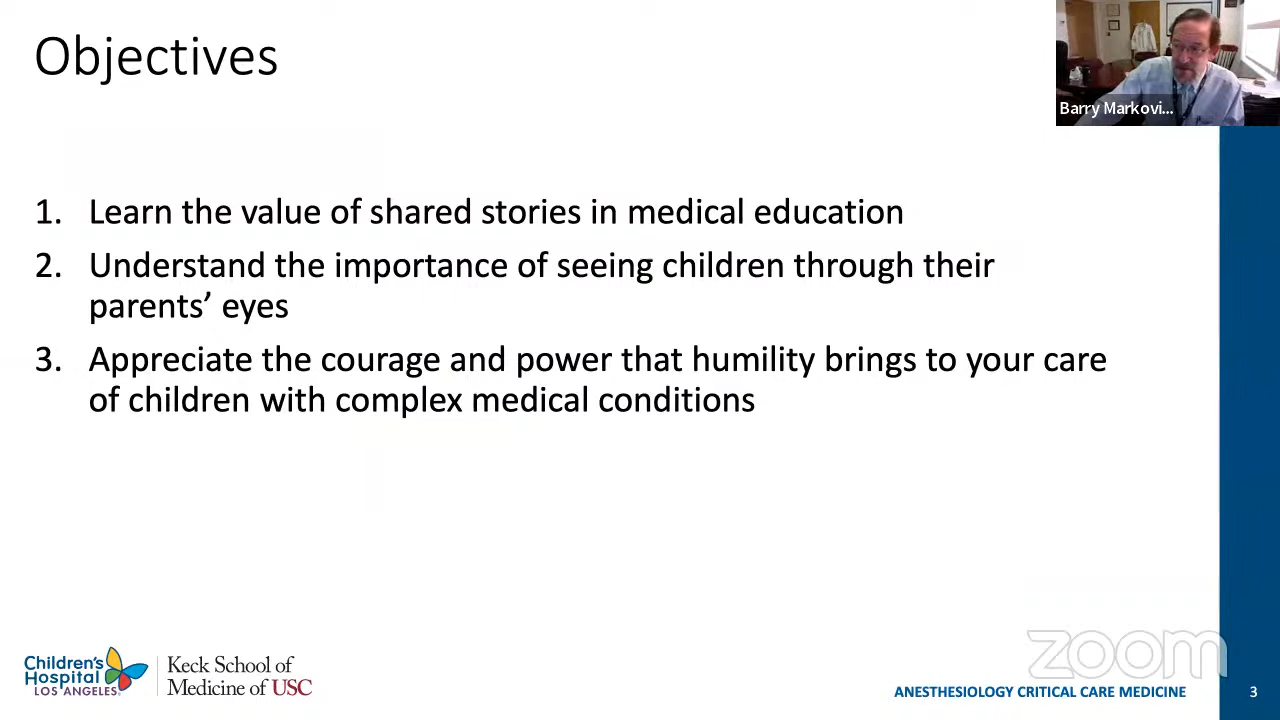 Objectives
Barry Markovi...
1. Learn the value of shared stories in medical education
2. Understand the importance of seeing children through their
parents’ eyes
3. Appreciate the courage and power that humility brings to your care
of children with complex medical conditions
Children's
Hospital
LOS ANGELES
Keck School of
Medicine of USC
zoom
ANESTHESIOLOGY CRITICAL CARE MEDICINE 3